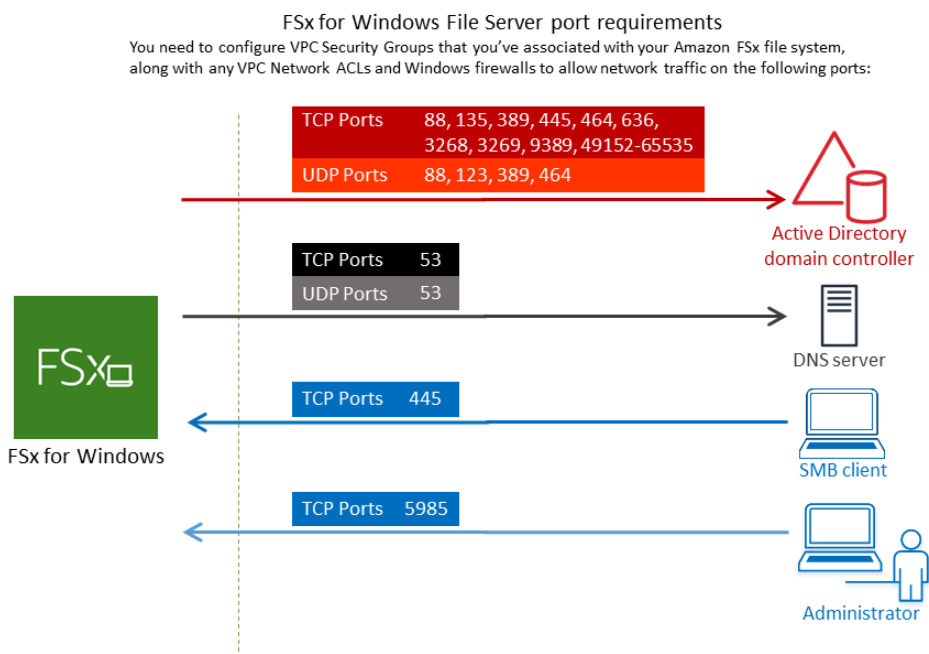 FSx for Windows File Server port requirements
You need to configure VPC Security Groups that you've associated with your Amazon FSx file system,
along with any VPC Network ACLs and Windows firewalls to allow network traffic on the following ports:
TCP Ports 88, 135, 389, 445, 464, 636,
3268, 3269, 9389, 49152-65535
UDP Ports 88, 123, 389, 464
Active Directory
domain controller
TCP Ports 53
UDP Ports 53
DNS server
FSx
FSx for Windows
TCP Ports 445
SMB client
TCP Ports 5985
Administrator